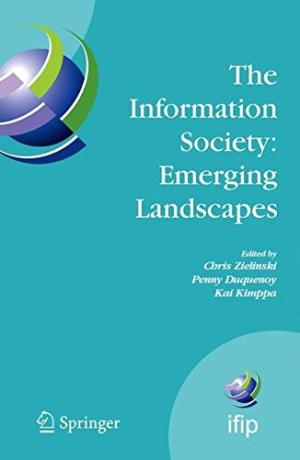 The
Information
Society:
Emerging
Landscapes
Edited by
Chris Zielinski
Penny Duquenoy
Kai Kimppa
Springer
ifip